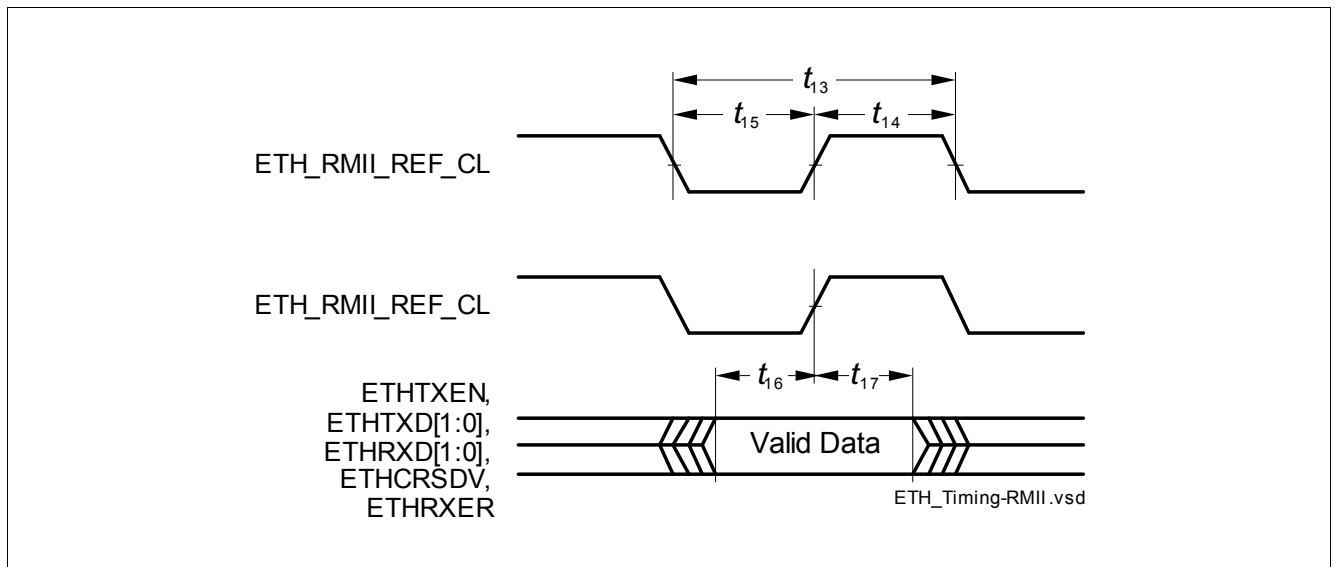 t13
t15
t14
ETH_RMII_REF_CL
ETH_RMII_REF_CL
t16
t17
ETHTXEN,
ETHTXD[1:0],
ETHRXD[1:0],
ETHCRSDV,
ETHRXER
Valid Data
ETH_Timing-RMII.vsd